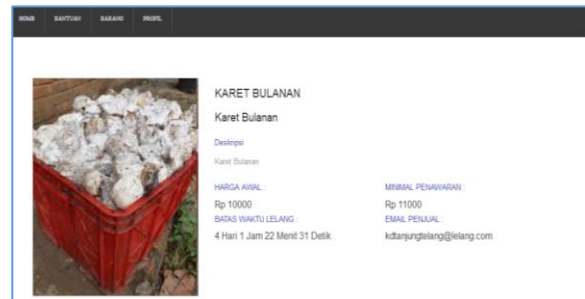 HOME BANTUAN BARANG PROFIL
KARET BULANAN
Karet Bulanan
Deskripsi
Karet Bulanan
HARGA AWAL : MINIMAL PENAWARAN :
Rp 10000 Rp 11000
BATAS WAKTU LELANG : EMAIL PENJUAL :
4 Hari 1 Jam 22 Menit 31 Detik kdtanjungtelang@lelang.com